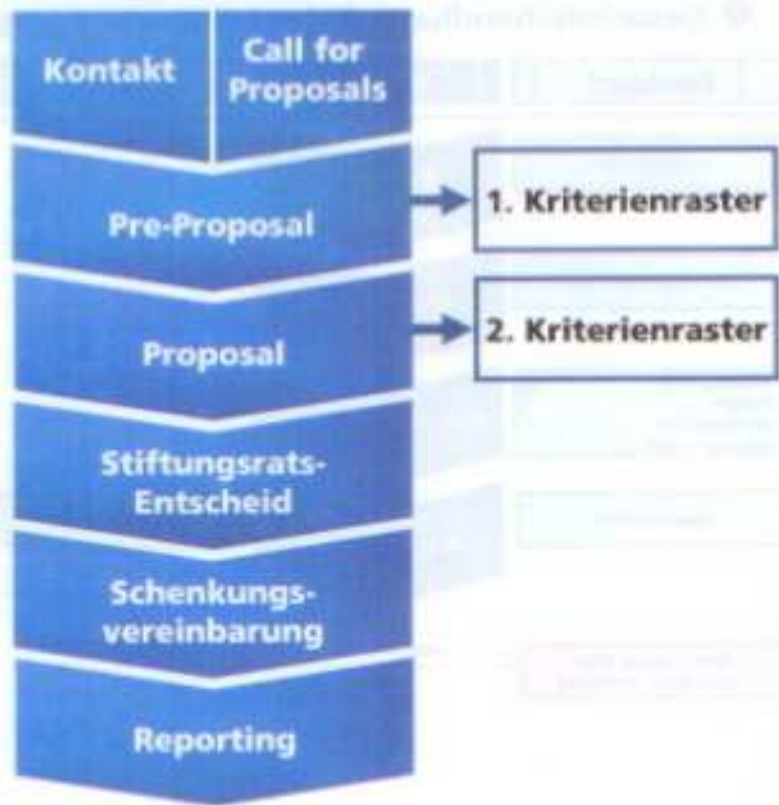 Kontakt
Call for
Proposals
Pre-Proposal
1. Kriterienraster
Proposal
2. Kriterienraster
Stiftungsrats-
Entscheid
Schenkungs-
vereinbarung
Reporting